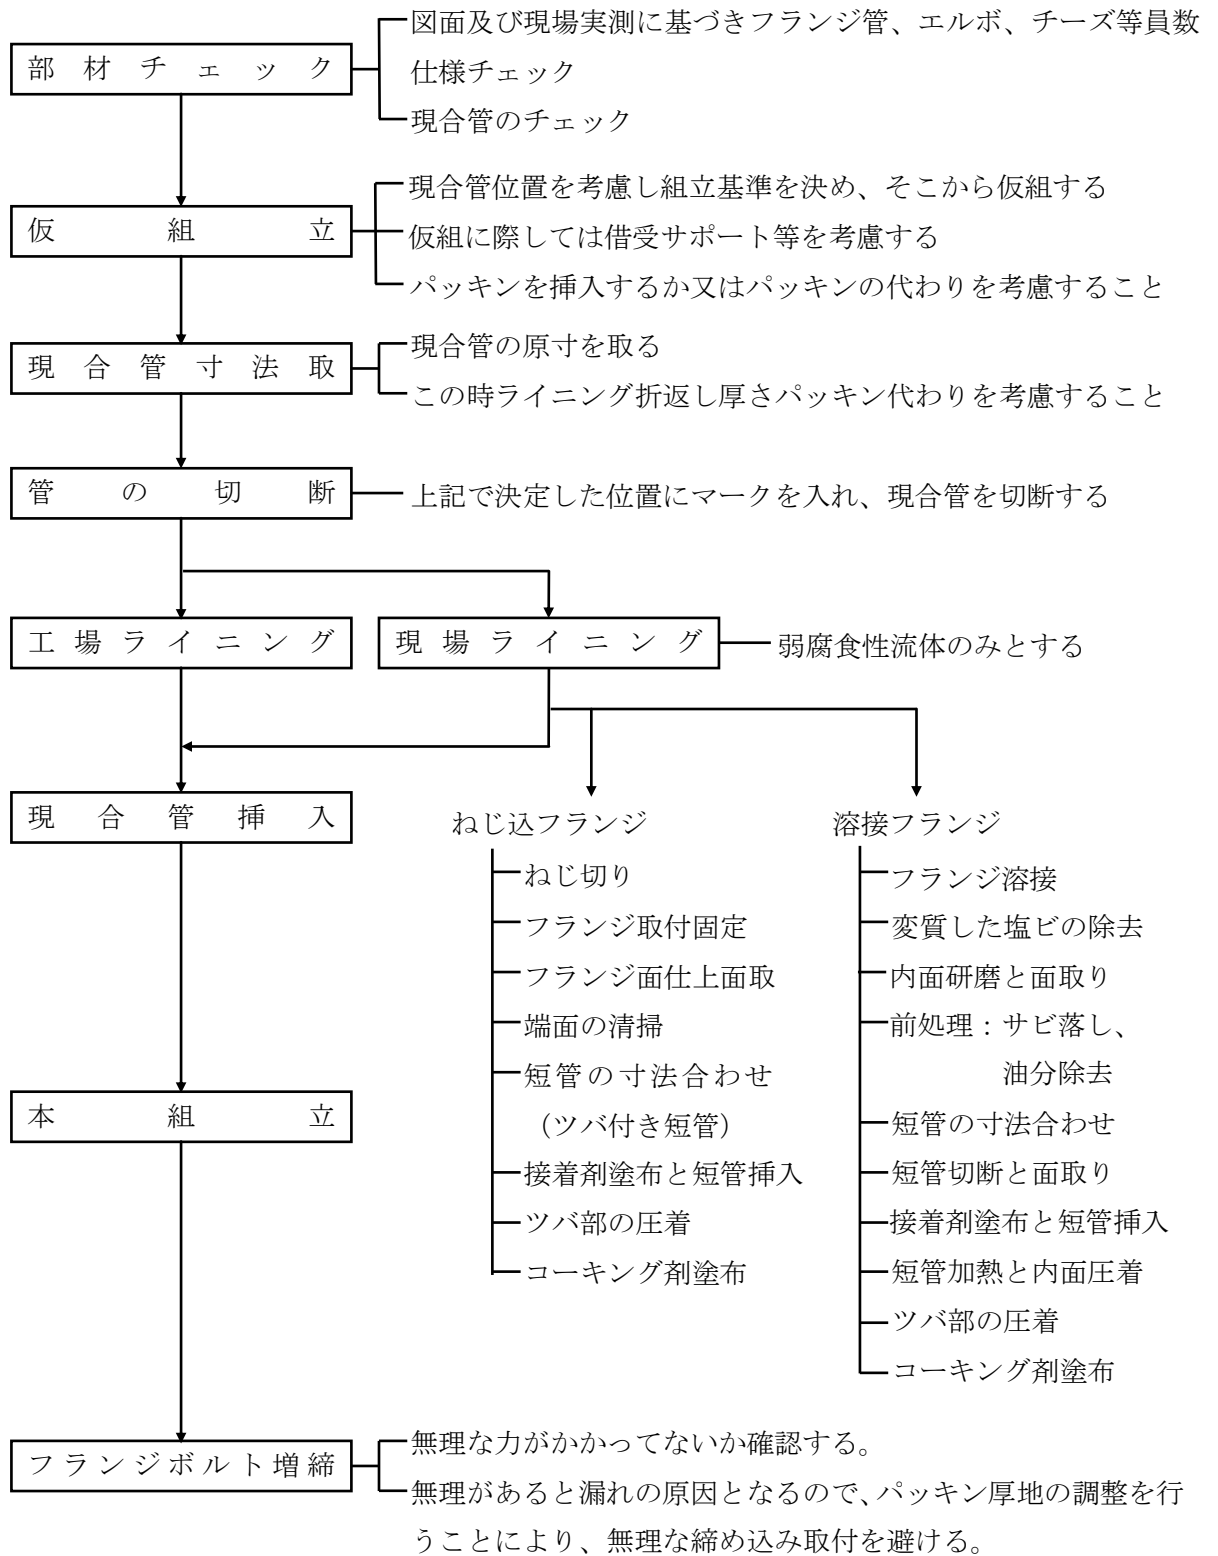 図面及び現場実測に基づきフランジ管、エルボ、チーズ等員数
部材チェック
仕様チェック
現合管のチェック
現合管位置を考慮し組立基準を決め、そこから仮組する
仮組立
仮組に際しては借受サポート等を考慮する
パッキンを挿入するか又はパッキンの代わりを考慮すること
現合管寸法取
現合管の原寸を取る
この時ライニング折返し厚さパッキン代わりを考慮すること
管の切断
上記で決定した位置にマークを入れ、現合管を切断する
工場ライニング
現場ライニング
弱腐食性流体のみとする
現合管挿入
ねじ込フランジ
ねじ切り
フランジ取付固定
フランジ面仕上面取
端面の清掃
短管の寸法合わせ
（ツバ付き短管）
接着剤塗布と短管挿入
ツバ部の圧着
コーキング剤塗布
溶接フランジ
フランジ溶接
変質した塩ビの除去
内面研磨と面取り
前処理：サビ落し、
油分除去
短管の寸法合わせ
短管切断と面取り
接着剤塗布と短管挿入
短管加熱と内面圧着
ツバ部の圧着
コーキング剤塗布
本組立
フランジボルト増締
無理な力がかかってないか確認する。
無理があると漏れの原因となるので、パッキン厚地の調整を行
うことにより、無理な締め込み取付を避ける。